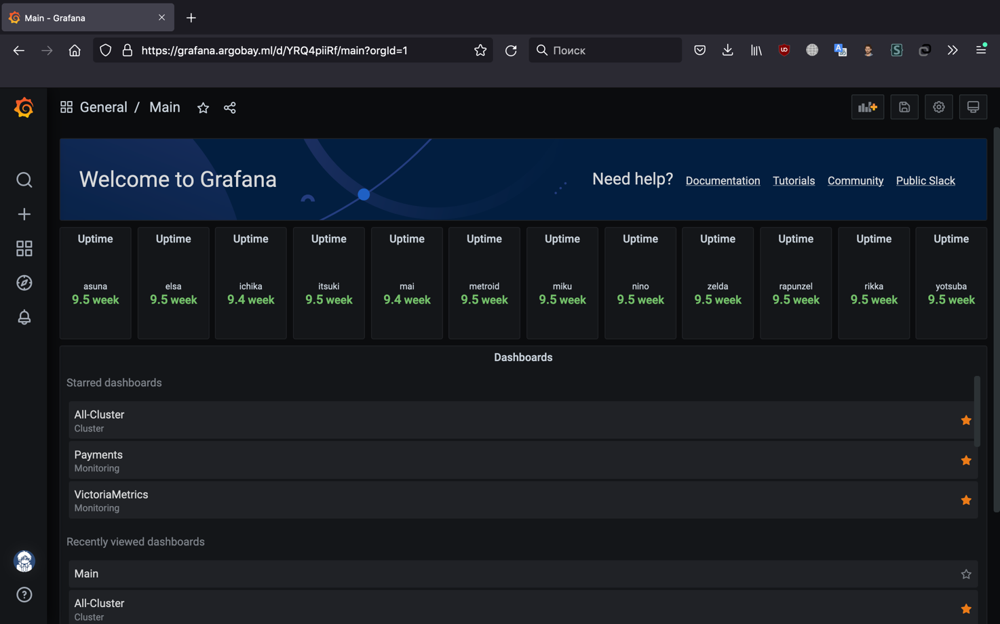 Main - Grafana
https://grafana.argobay.ml/d/YRQ4piiRf/main?orgId=1
Поиск
General / Main
Welcome to Grafana
Need help? Documentation Tutorials Community Public Slack
Uptime Uptime Uptime Uptime Uptime Uptime Uptime Uptime Uptime Uptime Uptime Uptime
asuna elsa ichika itsuki mai metroid miku nino zelda rapunzel rikka yotsuba
9.5 week 9.5 week 9.4 week 9.5 week 9.4 week 9.5 week 9.5 week 9.5 week 9.5 week 9.5 week 9.5 week 9.5 week
Dashboards
Starred dashboards
All-Cluster
Cluster
Payments
Monitoring
VictoriaMetrics
Monitoring
Recently viewed dashboards
Main
All-Cluster
Cluster